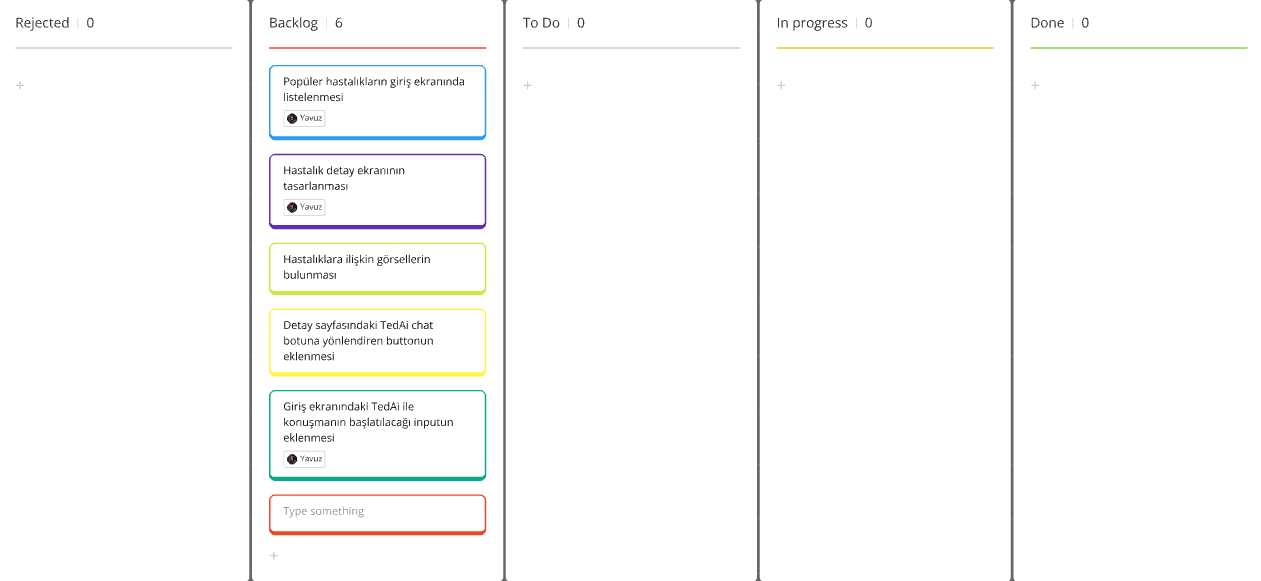 Rejected 0
Backlog 6
To Do 0
In progress 0
Done 0
+
Popüler hastalıkların giriş ekranında
listelenmesi
Yavuz
Hastalık detay ekranının
tasarlanması
Yavuz
Hastalıklara ilişkin görsellerin
bulunması
Detay sayfasındaki TedAi chat
botuna yönlendiren buttonun
eklenmesi
Giriş ekranındaki TedAi ile
konuşmanın başlatılacağı inputun
eklenmesi
Yavuz
Type something
+
+
+
+